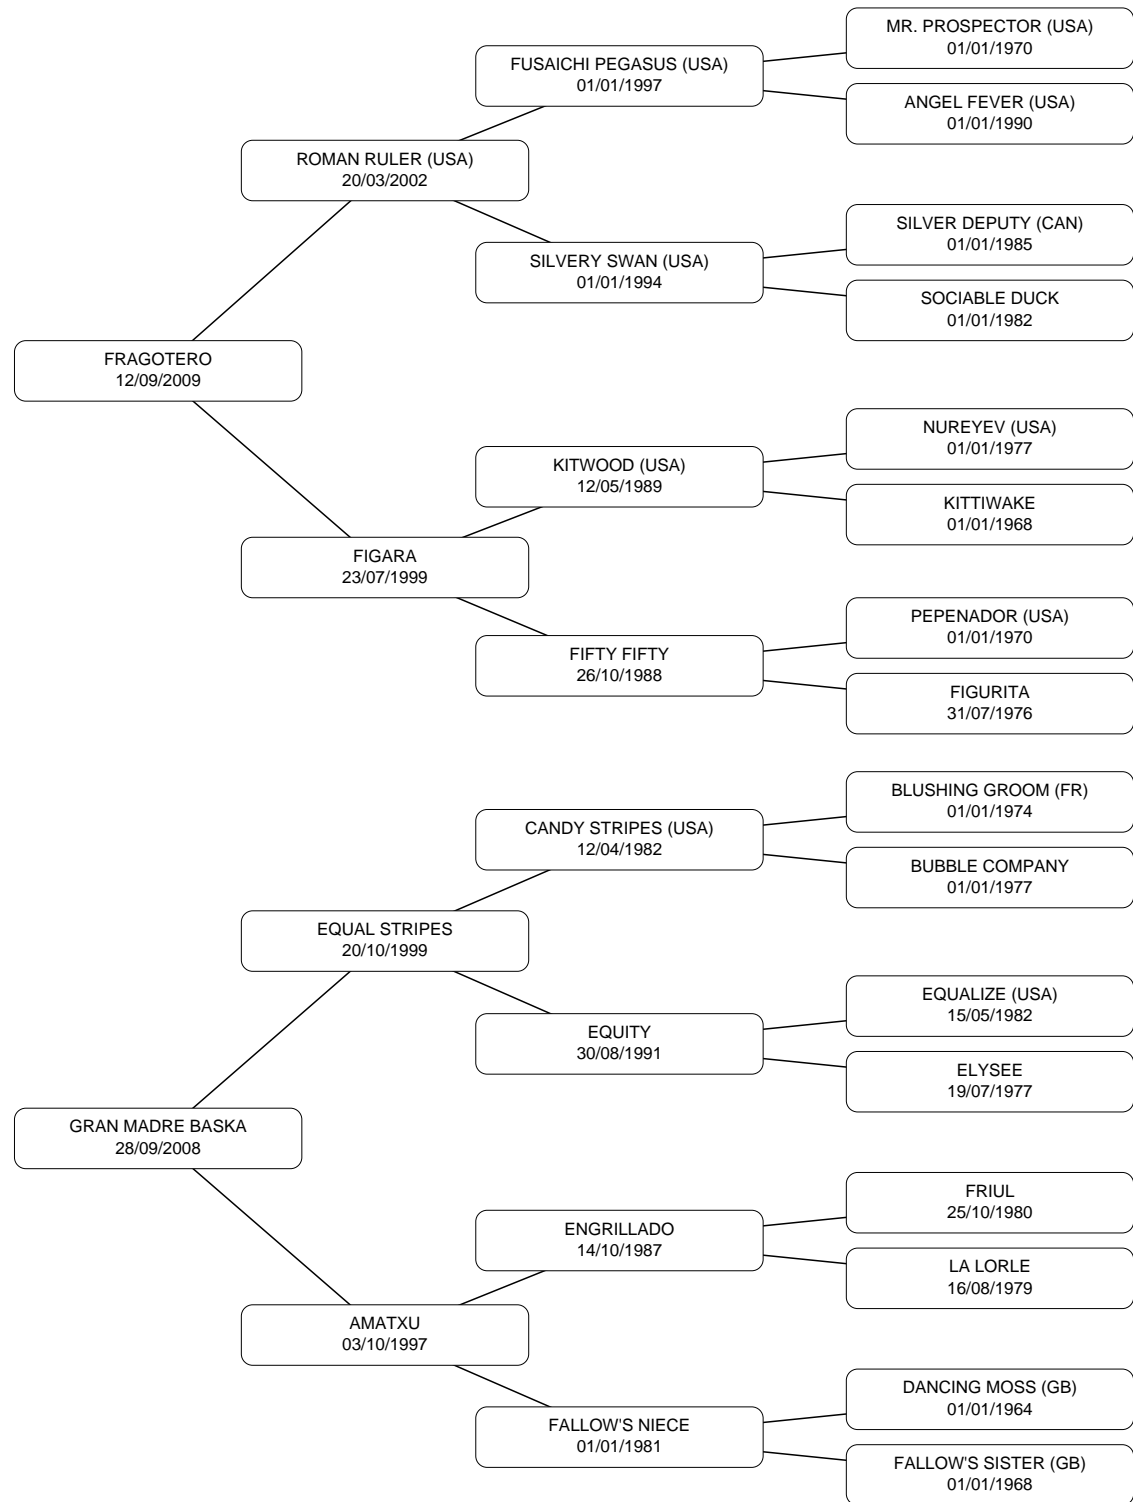 MR. PROSPECTOR (USA)
01/01/1970
FUSAICHI PEGASUS (USA)
01/01/1997
ANGEL FEVER (USA)
01/01/1990
ROMAN RULER (USA)
20/03/2002
SILVER DEPUTY (CAN)
01/01/1985
SILVERY SWAN (USA)
01/01/1994
SOCIABLE DUCK
01/01/1982
FRAGOTERO
12/09/2009
NUREYEV (USA)
01/01/1977
KITWOOD (USA)
12/05/1989
KITTIWAKE
01/01/1968
FIGARA
23/07/1999
PEPENADOR (USA)
01/01/1970
FIFTY FIFTY
26/10/1988
FIGURITA
31/07/1976
BLUSHING GROOM (FR)
01/01/1974
CANDY STRIPES (USA)
12/04/1982
BUBBLE COMPANY
01/01/1977
EQUAL STRIPES
20/10/1999
EQUALIZE (USA)
15/05/1982
EQUITY
30/08/1991
ELYSEE
19/07/1977
GRAN MADRE BASKA
28/09/2008
FRIUL
25/10/1980
ENGRILLADO
14/10/1987
LA LORLE
16/08/1979
AMATXU
03/10/1997
DANCING MOSS (GB)
01/01/1964
FALLOW'S NIECE
01/01/1981
FALLOW'S SISTER (GB)
01/01/1968